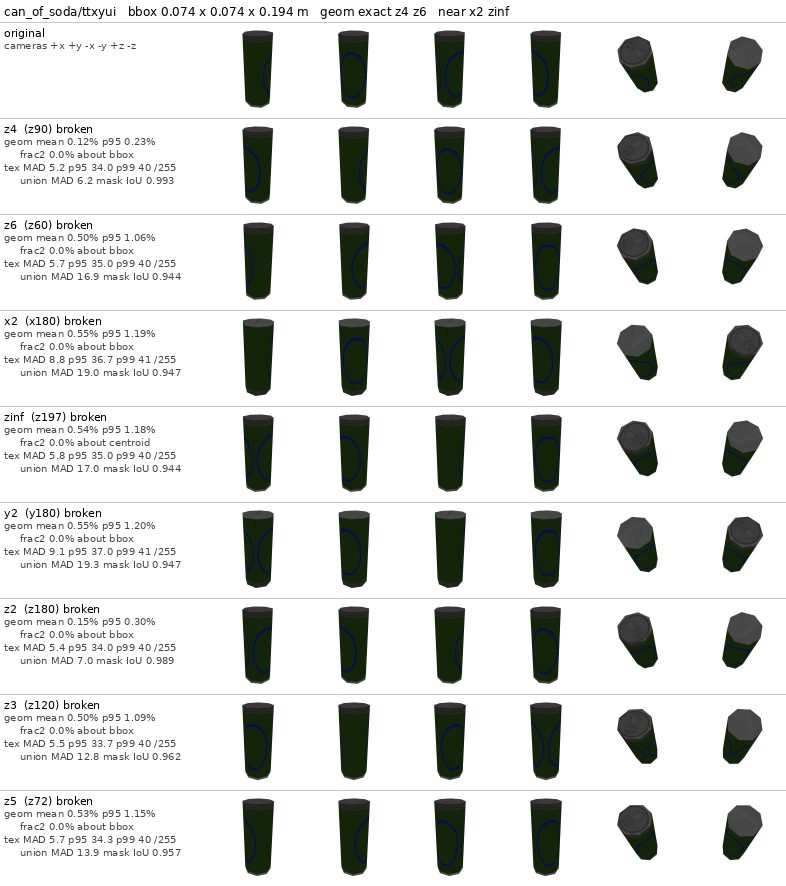 can_of_soda/ttxyui bbox 0.074 x 0.074 x 0.194 m geom exact z4 z6 near x2 zinf
original
cameras +x +y -x -y +z -z
z4 (z90) broken
geom mean 0.12% p95 0.23%
frac2 0.0% about bbox
tex MAD 5.2 p95 34.0 p99 40 /255
union MAD 6.2 mask IoU 0.993
z6 (z60) broken
geom mean 0.50% p95 1.06%
frac2 0.0% about bbox
tex MAD 5.7 p95 35.0 p99 40 /255
union MAD 16.9 mask IoU 0.944
x2 (x180) broken
geom mean 0.55% p95 1.19%
frac2 0.0% about bbox
tex MAD 8.8 p95 36.7 p99 41 /255
union MAD 19.0 mask IoU 0.947
zinf (z197) broken
geom mean 0.54% p95 1.18%
frac2 0.0% about centroid
tex MAD 5.8 p95 35.0 p99 40 /255
union MAD 17.0 mask IoU 0.944
y2 (y180) broken
geom mean 0.55% p95 1.20%
frac2 0.0% about bbox
tex MAD 9.1 p95 37.0 p99 41 /255
union MAD 19.3 mask IoU 0.947
z2 (z180) broken
geom mean 0.15% p95 0.30%
frac2 0.0% about bbox
tex MAD 5.4 p95 34.0 p99 40 /255
union MAD 7.0 mask IoU 0.989
z3 (z120) broken
geom mean 0.50% p95 1.09%
frac2 0.0% about bbox
tex MAD 5.5 p95 33.7 p99 40 /255
union MAD 12.8 mask IoU 0.962
z5 (z72) broken
geom mean 0.53% p95 1.15%
frac2 0.0% about bbox
tex MAD 5.7 p95 34.3 p99 40 /255
union MAD 13.9 mask IoU 0.957